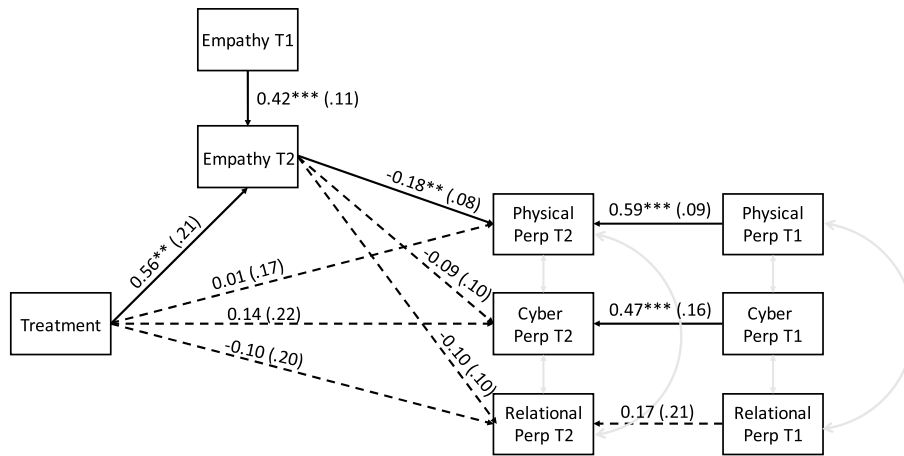 Empathy T1
0.42*** (.11)
Empathy T2
-0.18** (.08)
Physical
Perp T2
0.59*** (.09)
Physical
Perp T1
0.56** (.21)
0.01 (.17)
-0.09 (.10)
Treatment
0.14 (.22)
Cyber
Perp T2
0.47*** (.16)
Cyber
Perp T1
-0.10 (.20)
-0.10 (.10)
Relational
Perp T2
0.17 (.21)
Relational
Perp T1